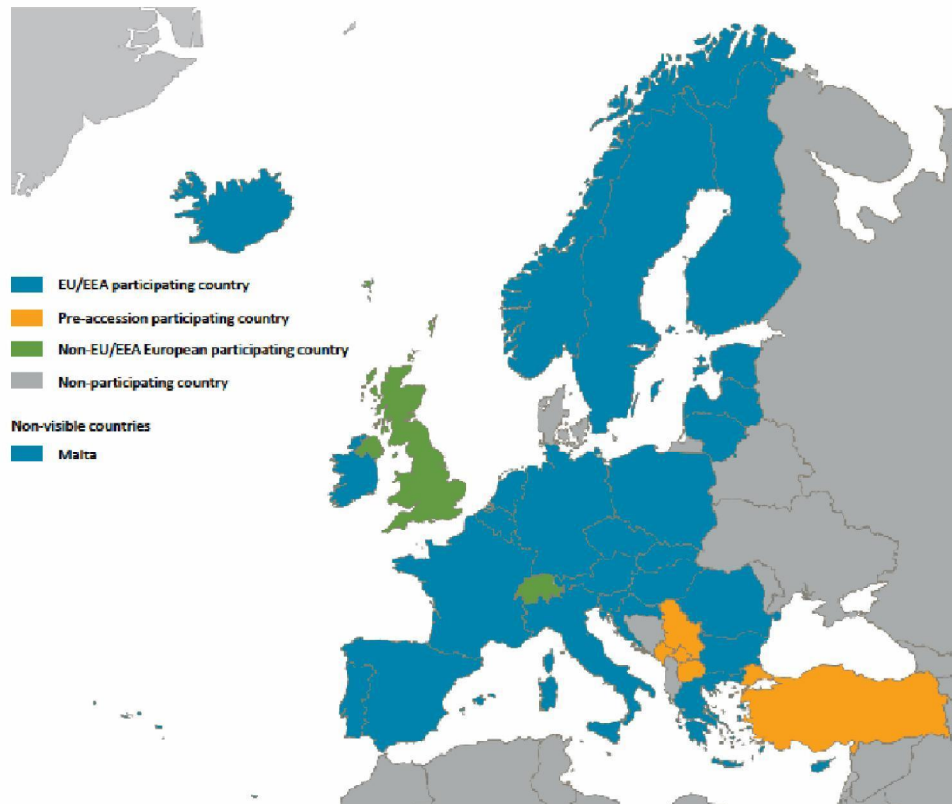 EU/EEA participating country
Pre-accession participating country
Non-EU/EEA European participating country
Non-participating country
Non-visible countries
Malta